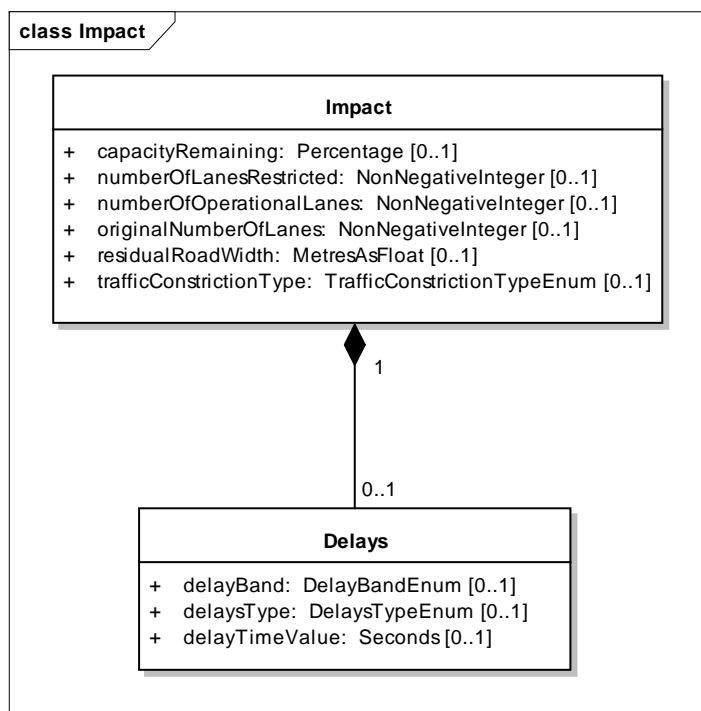 class Impact
Impact
+ capacityRemaining: Percentage [0..1]
+ numberOfLanesRestricted: NonNegativeInteger [0..1]
+ numberOfOperationalLanes: NonNegativeInteger [0..1]
+ originalNumberOfLanes: NonNegativeInteger [0..1]
+ residualRoadWidth: MetresAsFloat [0..1]
+ trafficConstrictionType: TrafficConstrictionTypeEnum [0..1]
1
0..1
Delays
+ delayBand: DelayBandEnum [0..1]
+ delaysType: DelaysTypeEnum [0..1]
+ delayTimeValue: Seconds [0..1]